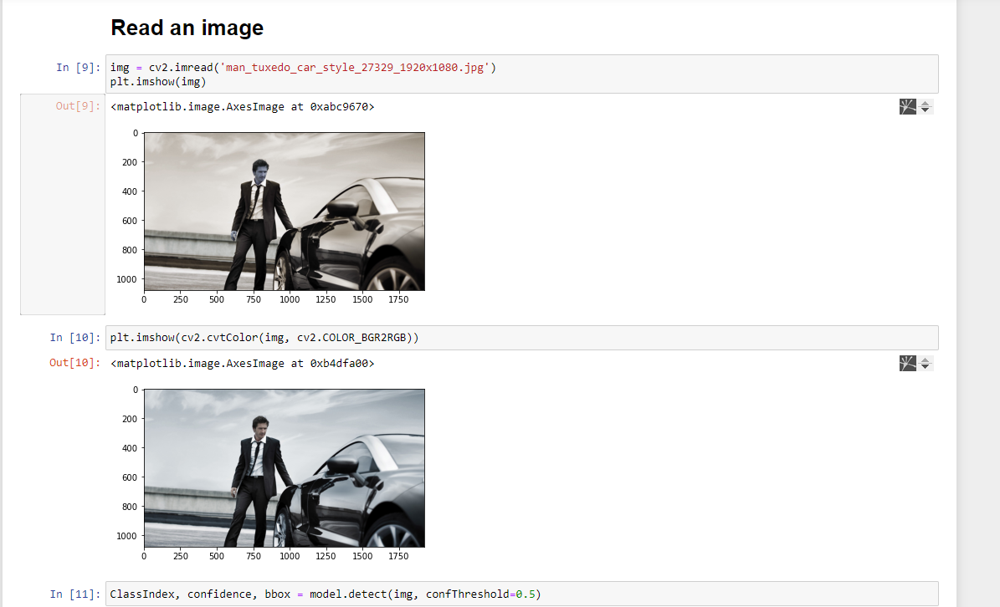 Read an image
In [9]: img = cv2.imread('man_tuxedo_car_style_27329_1920x1080.jpg')
plt.imshow(img)
Out[9]: <matplotlib.image.AxesImage at 0xabc9670>
0
200
400
600
800
1000
0 250 500 750 1000 1250 1500 1750
In [10]: plt.imshow(cv2.cvtColor(img, cv2.COLOR_BGR2RGB))
Out[10]: <matplotlib.image.AxesImage at 0xb4dfa00>
0
200
400
600
800
1000
0 250 500 750 1000 1250 1500 1750
In [11]: ClassIndex, confidence, bbox = model.detect(img, confThreshold=0.5)